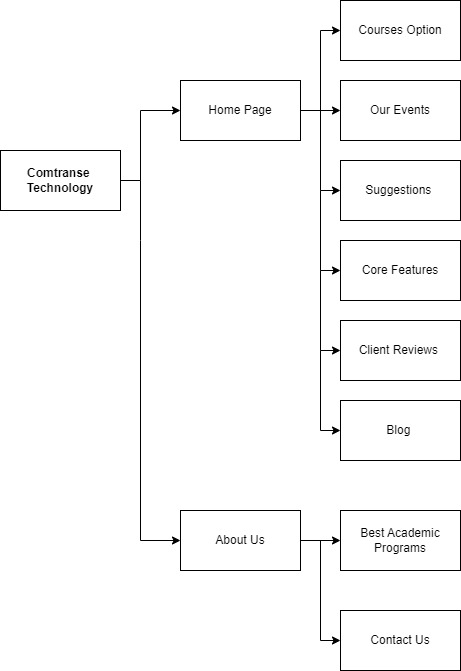 Courses Option
Home Page
Our Events
Comtranse
Technology
Suggestions
Core Features
Client Reviews
Blog
About Us
Best Academic
Programs
Contact Us